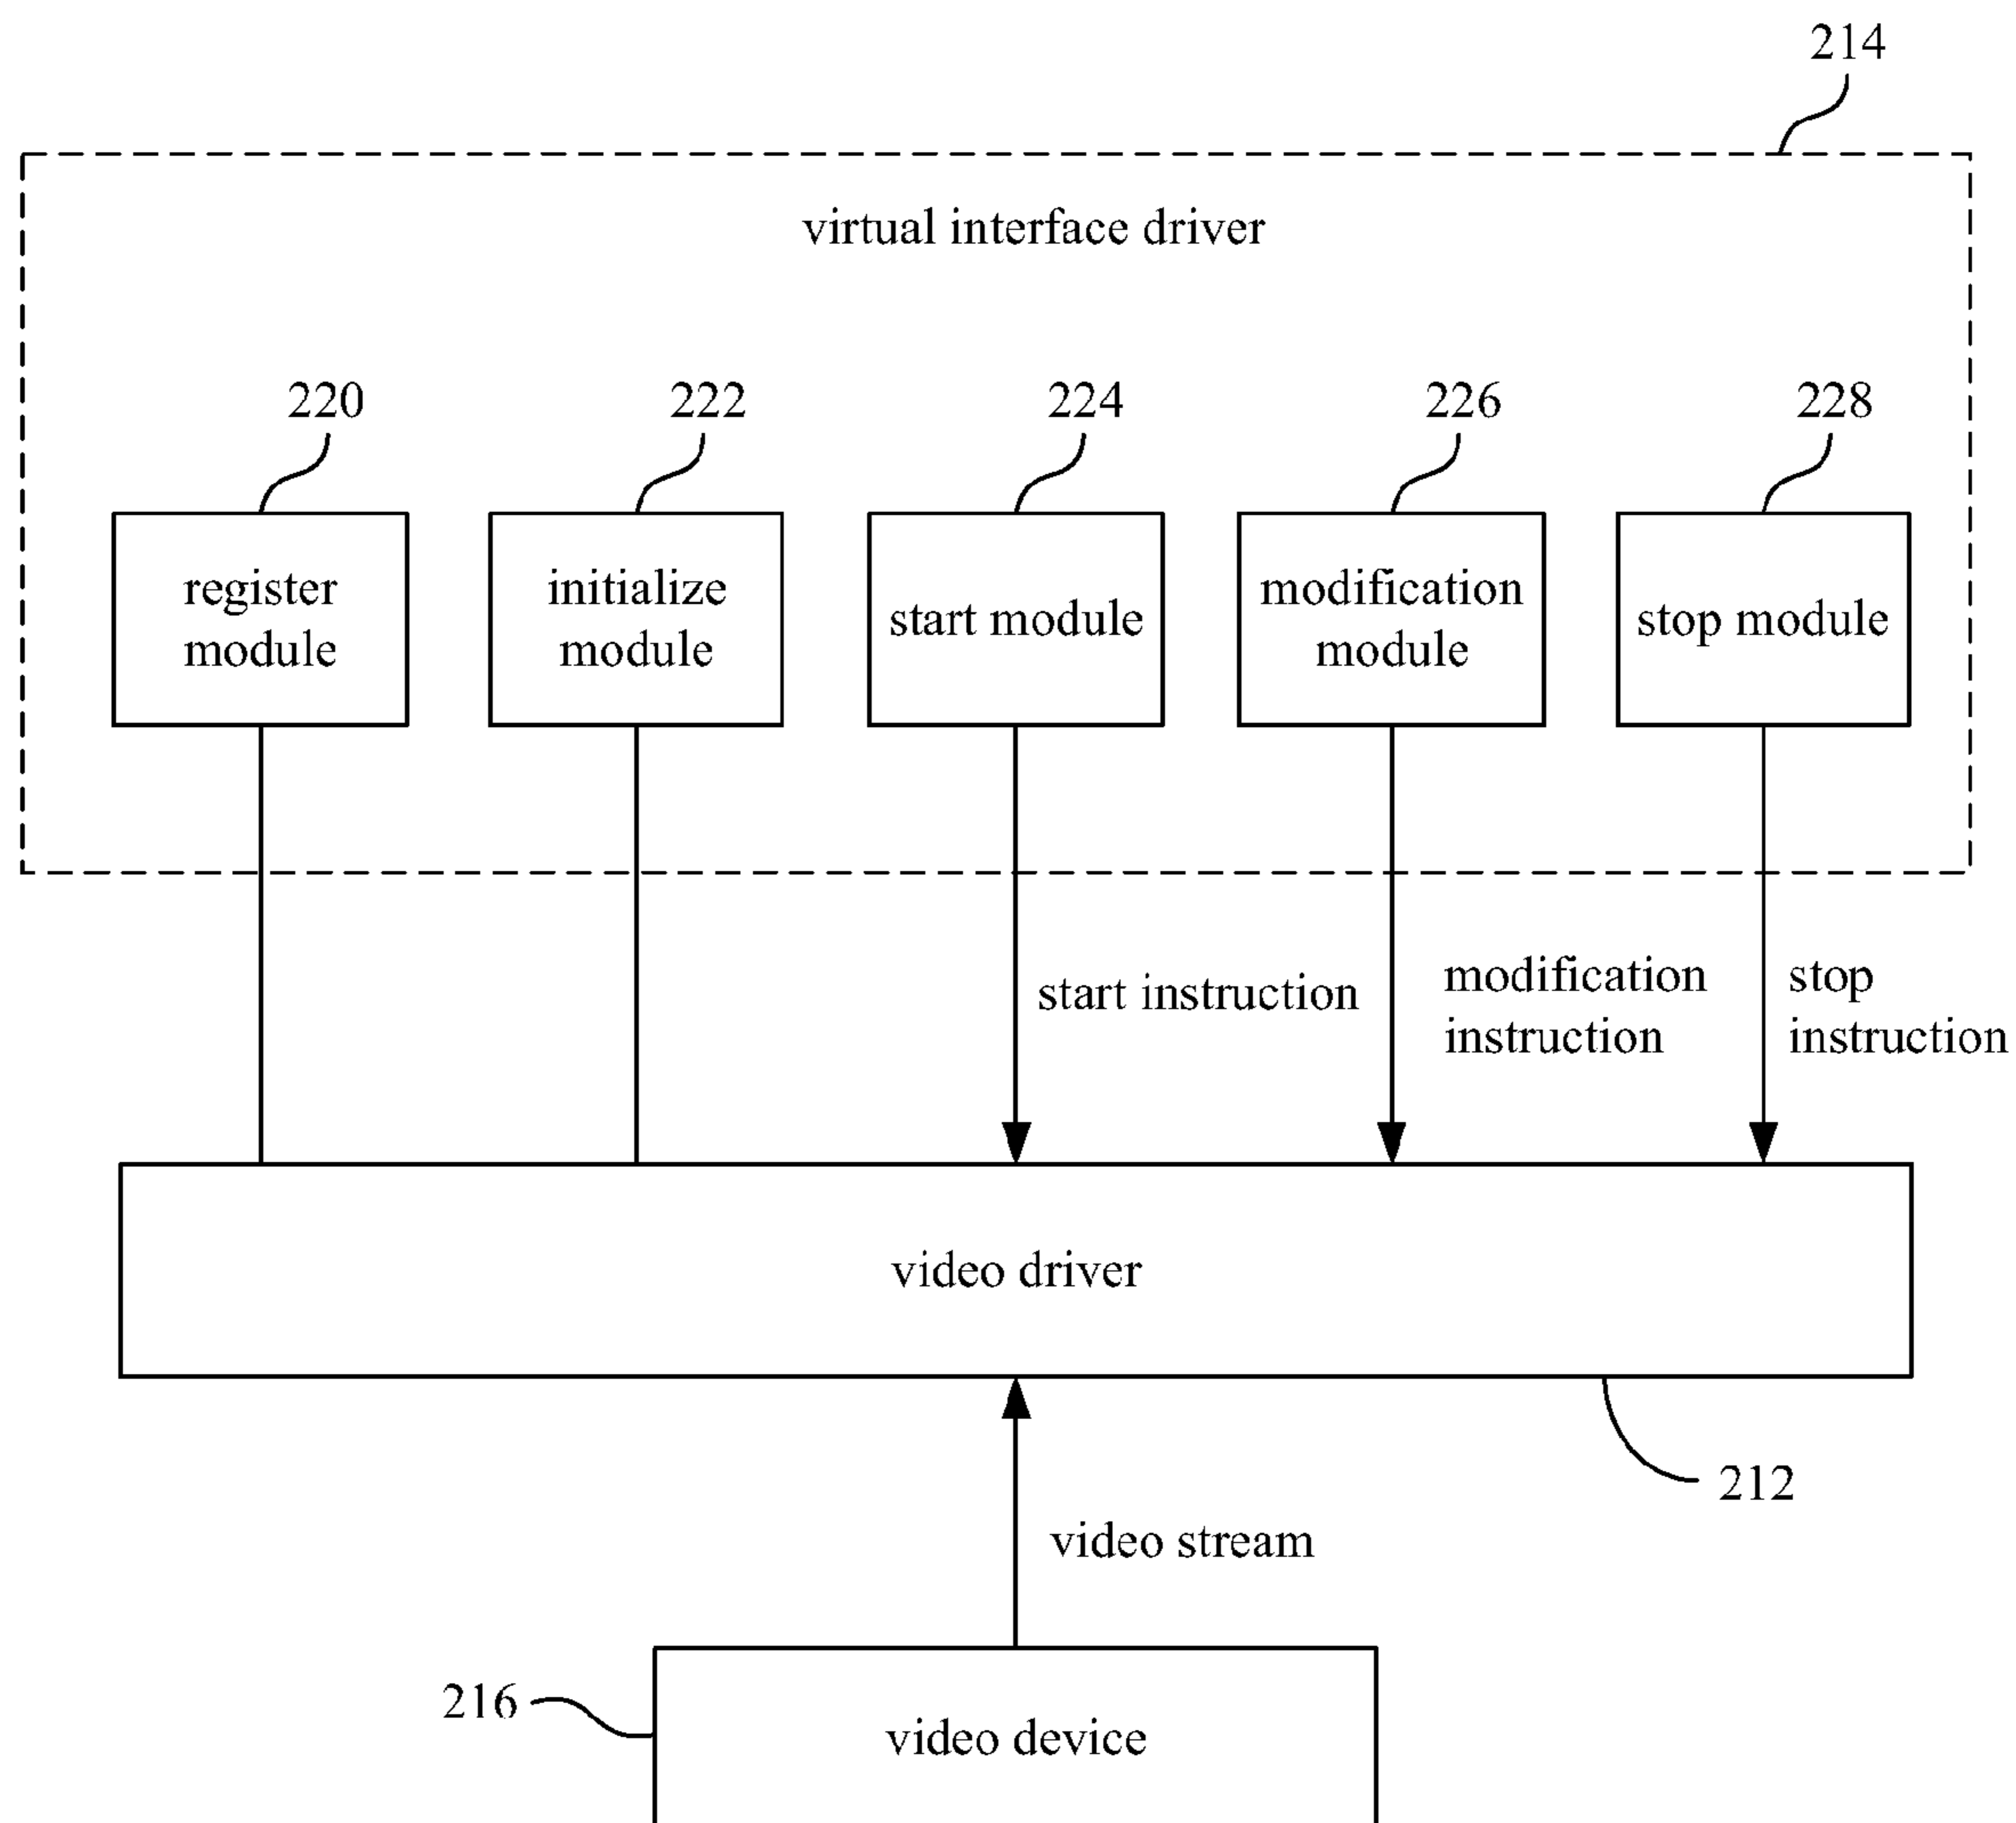 214
virtual interface driver
220
222
224
226
228
register
module
initialize
module
start module
modification
module
stop module
start instruction
modification
instruction
stop
instruction
video driver
212
video stream
216
video device